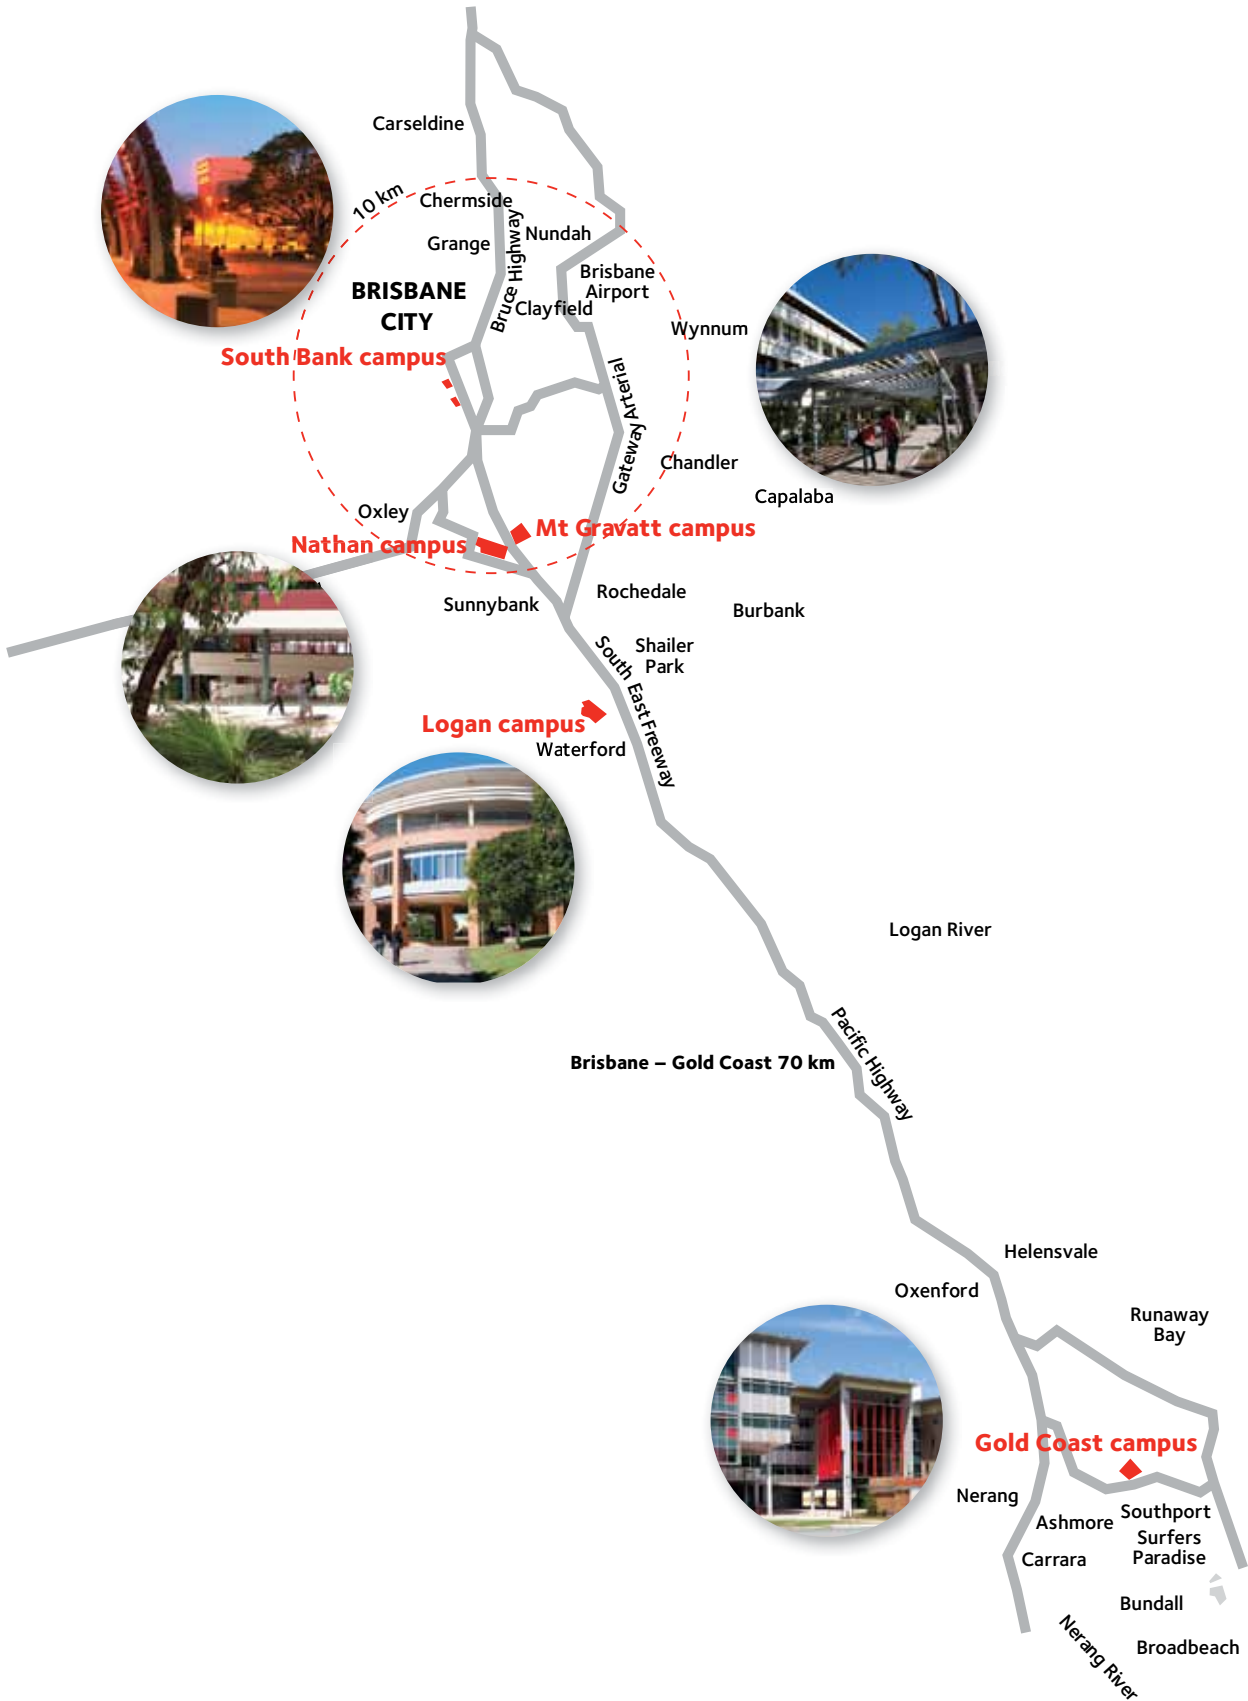 Carseldine
10 km
Chermside
Grange
Bruce Highway
Nundah
BRISBANE
CITY
Brisbane
Airport
Clayfield
Wynnum
South Bank campus
Gateway Arterial
Chandler
Capalaba
Oxley
Mt Gravatt campus
Nathan campus
Sunnybank
Rochedale
Burbank
South East Freeway
Shailer
Park
Logan campus
Waterford
Logan River
Pacific Highway
Brisbane – Gold Coast 70 km
Helensvale
Oxenford
Runaway
Bay
Gold Coast campus
Nerang
Ashmore
Southport
Surfers
Paradise
Carrara
Bundall
Nerang River
Broadbeach